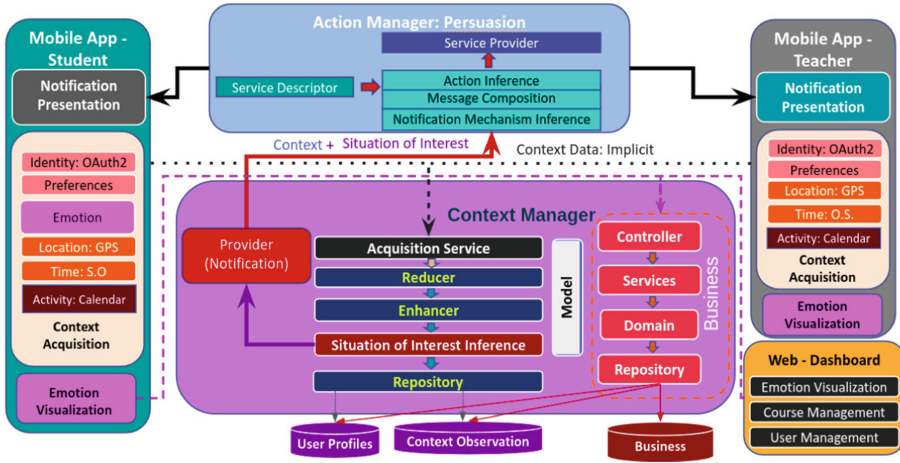 Mobile App -
Student
Notification
Presentation
Identity: OAuth2
Preferences
Emotion
Location: GPS
Time: S.O
Activity: Calendar
Context
Acquisition
Emotion
Visualization
Action Manager: Persuasion
Service Provider
Service Descriptor
Action Inference
Message Composition
Notification Mechanism Inference
Context + Situation of Interest
Context Data: Implicit
Context Manager
Provider
(Notification)
Acquisition Service
Reducer
Enhancer
Situation of Interest Inference
Repository
Model
Controller
Services
Domain
Repository
Business
User Profiles
Context Observation
Business
Mobile App -
Teacher
Notification
Presentation
Identity: OAuth2
Preferences
Location: GPS
Time: O.S.
Activity: Calendar
Context
Acquisition
Emotion
Visualization
Web - Dashboard
Emotion Visualization
Course Management
User Management